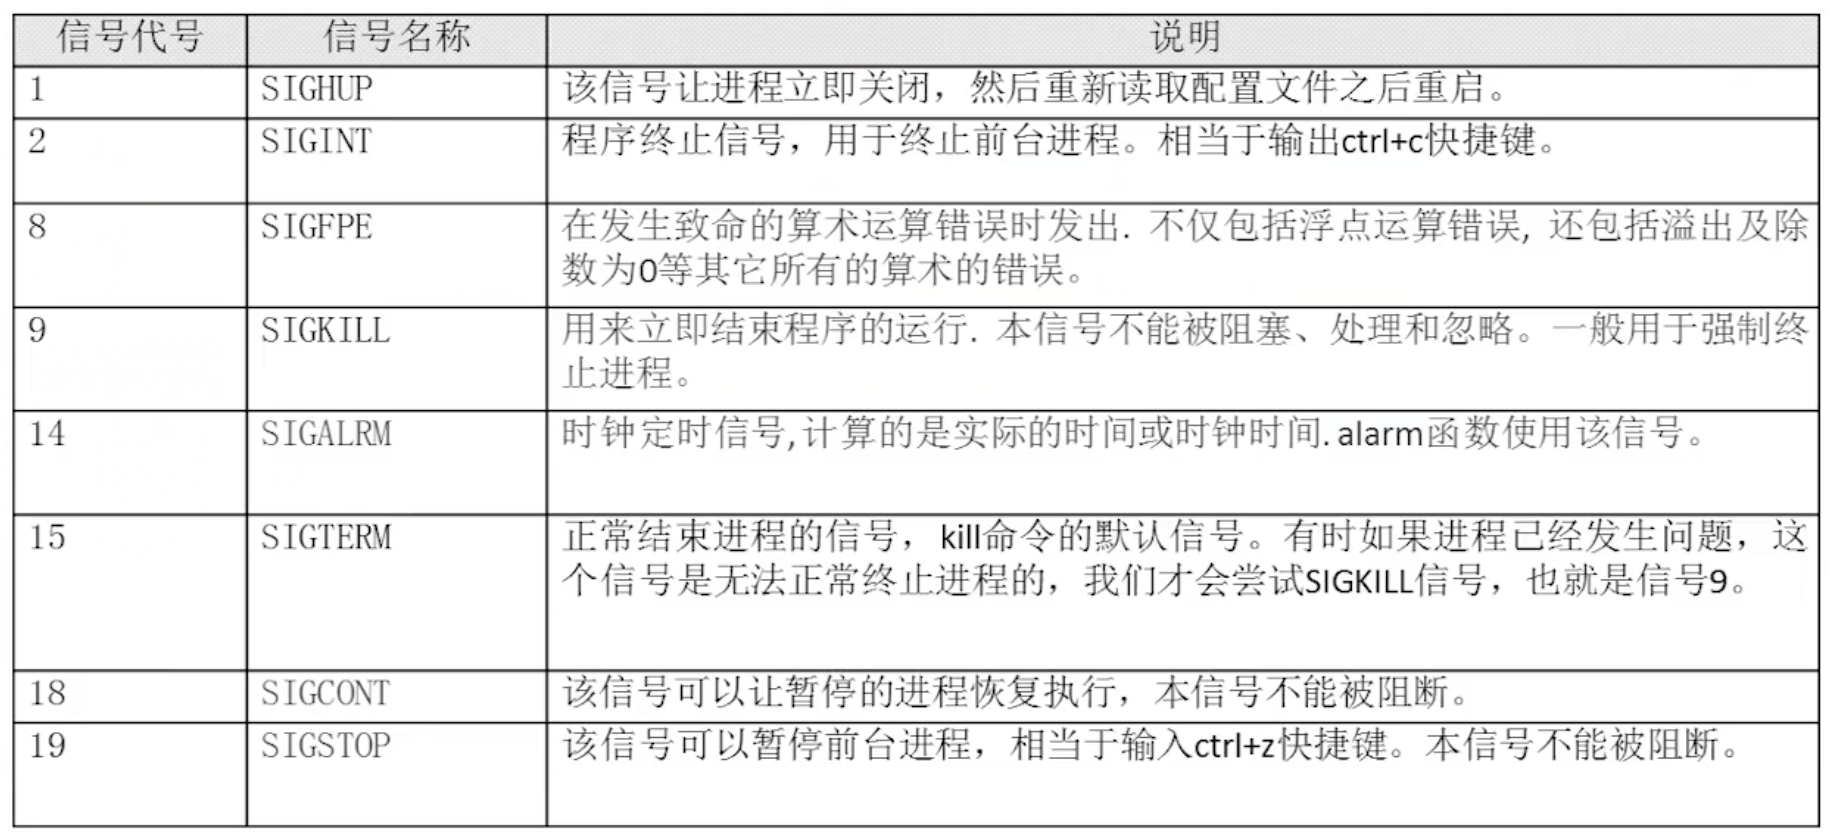 信号代号 信号名称 说明
1 SIGHUP 该信号让进程立即关闭，然后重新读取配置文件之后重启。
2 SIGINT 程序终止信号，用于终止前台进程。相当于输出ctrl+c快捷键。
8 SIGFPE 在发生致命的算术运算错误时发出. 不仅包括浮点运算错误, 还包括溢出及除
数为0等其它所有的算术的错误。
9 SIGKILL 用来立即结束程序的运行. 本信号不能被阻塞、处理和忽略。一般用于强制终
止进程。
14 SIGALRM 时钟定时信号,计算的是实际的时间或时钟时间.alarm函数使用该信号。
15 SIGTERM 正常结束进程的信号，kill命令的默认信号。有时如果进程已经发生问题，这
个信号是无法正常终止进程的，我们才会尝试SIGKILL信号，也就是信号9。
18 SIGCONT 该信号可以让暂停的进程恢复执行，本信号不能被阻断。
19 SIGSTOP 该信号可以暂停前台进程，相当于输入ctrl+z快捷键。本信号不能被阻断。